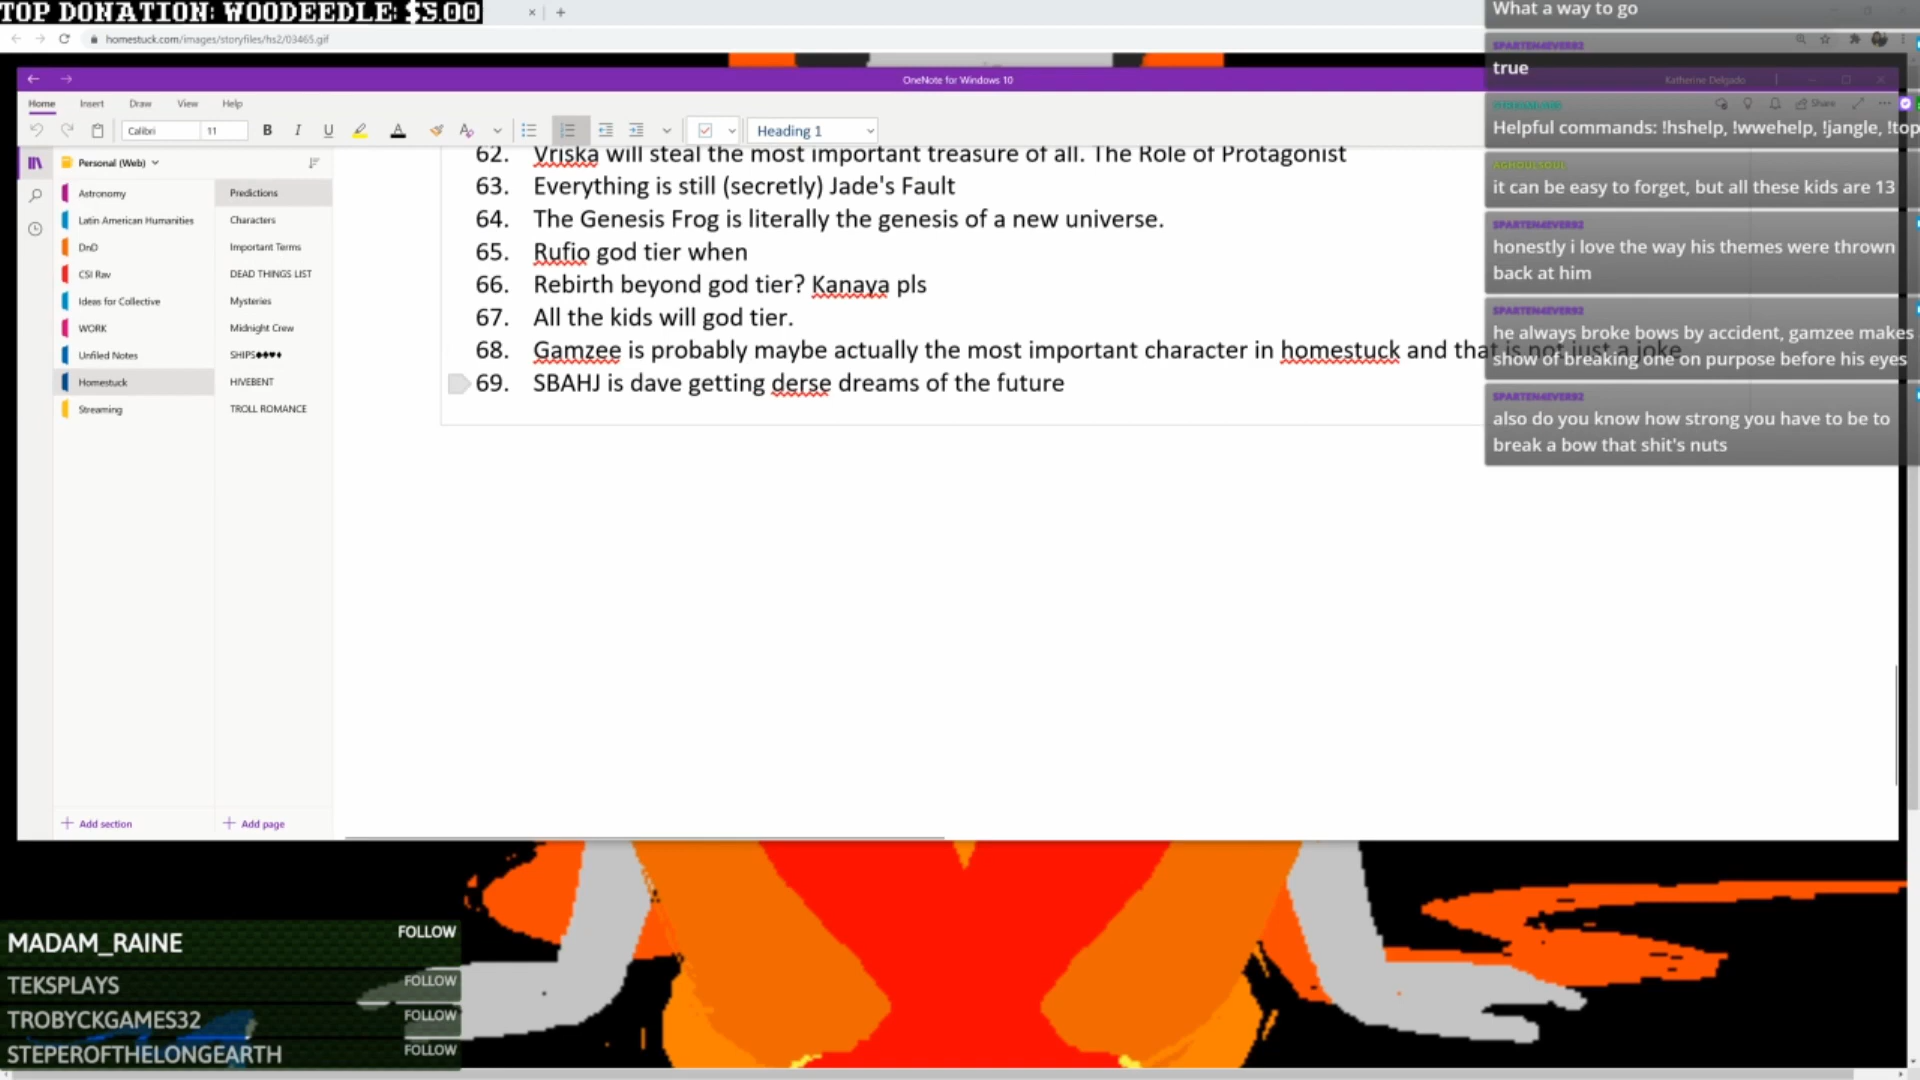 TOP DONATION: WOODEEDLE: $5.00
homestuck.com/images/storyfiles/hs2/03465.gif
OneNote for Windows 10
Katherine Delgado
Home Insert Draw View Help
Share
Calibri 11 B I U A Heading 1
Personal (Web)
Astronomy
Latin American Humanities
DnD
CSI Rav
Ideas for Collective
WORK
Unfiled Notes
Homestuck
Streaming
Add section
Predictions
Characters
Important Terms
DEAD THINGS LIST
Mysteries
Midnight Crew
SHIPS♠♦♥♦
HIVEBENT
TROLL ROMANCE
Add page
62. Vriska will steal the most important treasure of all. The Role of Protagonist
63. Everything is still (secretly) Jade's Fault
64. The Genesis Frog is literally the genesis of a new universe.
65. Rufio god tier when
66. Rebirth beyond god tier? Kanaya pls
67. All the kids will god tier.
68. Gamzee is probably maybe actually the most important character in homestuck and that is not just a joke
69. SBAHJ is dave getting derse dreams of the future
What a way to go
SPARTEN4EVER92
true
Helpful commands: !hshelp, !wwehelp, !jangle, !top
AGHOULSOUL
it can be easy to forget, but all these kids are 13
SPARTEN4EVER92
honestly i love the way his themes were thrown
back at him
SPARTEN4EVER92
he always broke bows by accident, gamzee makes
show of breaking one on purpose before his eyes
SPARTEN4EVER92
also do you know how strong you have to be to
break a bow that shit's nuts
MADAM_RAINE FOLLOW
TEKSPLAYS FOLLOW
TROBYCKGAMES32 FOLLOW
STEPEROFTHELONGEARTH FOLLOW